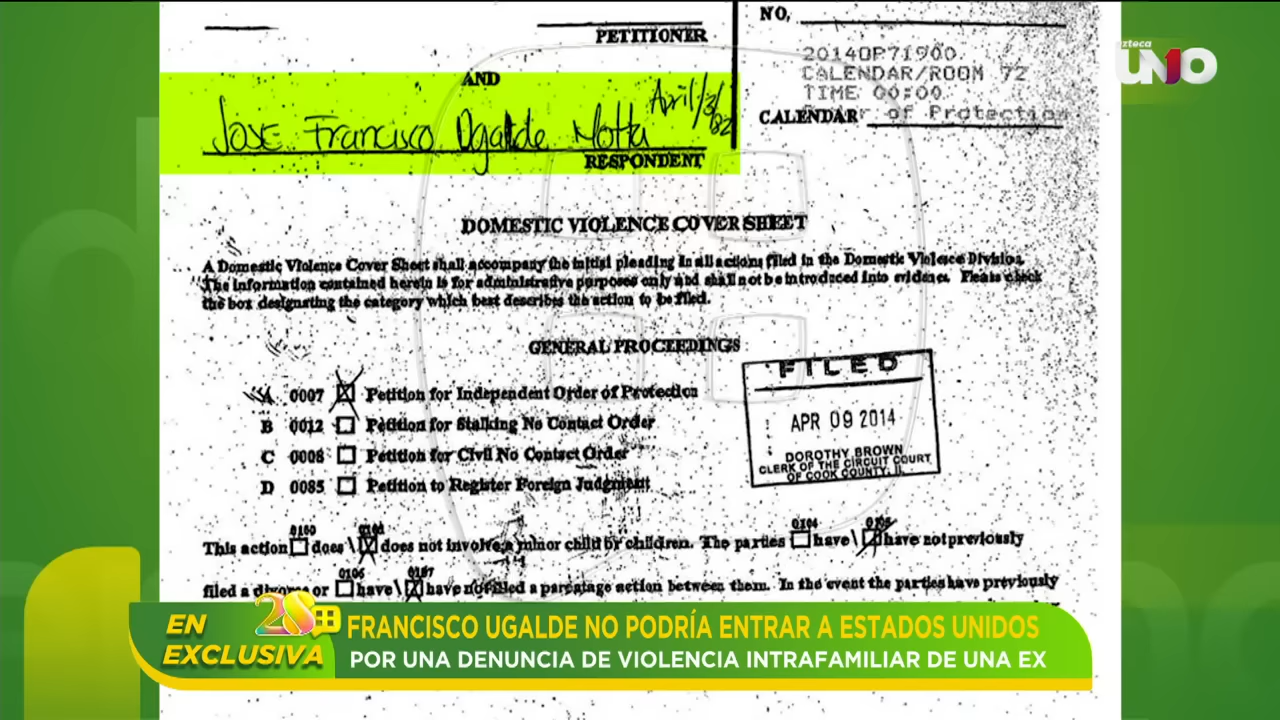 PETITIONER
NO.
AND
JOSE Francisco Ugalde Motta April/3/82
RESPONDENT
2014OP71900
CALENDAR/ROOM 72
TIME 00:00
CALENDAR r of Protection
azteca
UNO
DOMESTIC VIOLENCE COVER SHEET
A Domestic Violence Cover Sheet shall accompany the initial pleading in all actions filed in the Domestic Violence Division.
The information contained herein is for administrative purposes only and shall not be introduced into evidence. Please check
the box designating the category which best describes the action to be filed.
GENERAL PROCEEDINGS
A 0007 Petition for Independent Order of Protection
B 0012 Petition for Stalking No Contact Order
C 0008 Petition for Civil No Contact Order
D 0085 Petition to Register Foreign Judgment
FILED
APR 09 2014
DOROTHY BROWN
CLERK OF THE CIRCUIT COURT
OF COOK COUNTY, IL
0104
This action does \ does not involve a minor child or children. The parties have \ have not previously
0106 0107
filed a divorce or have \ have not filed a parentage action between them. In the event the parties have previously
EN EXCLUSIVA
FRANCISCO UGALDE NO PODRÍA ENTRAR A ESTADOS UNIDOS
POR UNA DENUNCIA DE VIOLENCIA INTRAFAMILIAR DE UNA EX